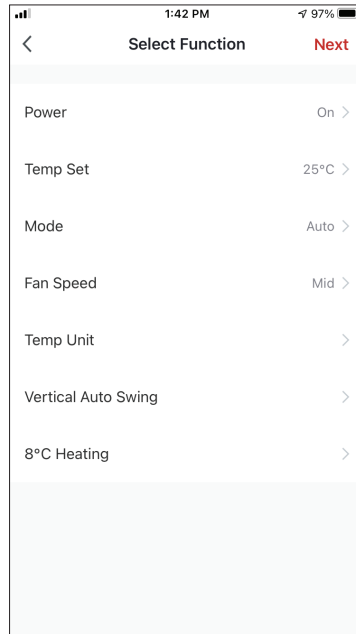 1:42 PM
97%
Select Function
Next
Power
On
Temp Set
25°C
Mode
Auto
Fan Speed
Mid
Temp Unit
Vertical Auto Swing
8°C Heating